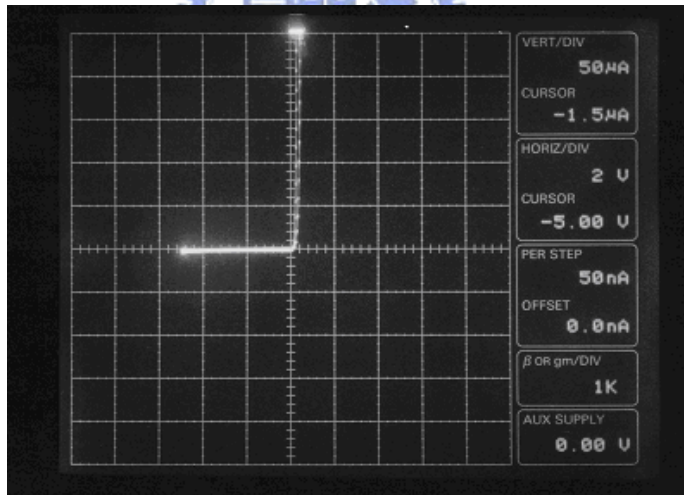 VERT/DIV
50µA
CURSOR
-1.5µA
HORIZ/DIV
2 V
CURSOR
-5.00 V
PER STEP
50nA
OFFSET
0.0nA
β OR gm/DIV
1K
AUX SUPPLY
0.00 V